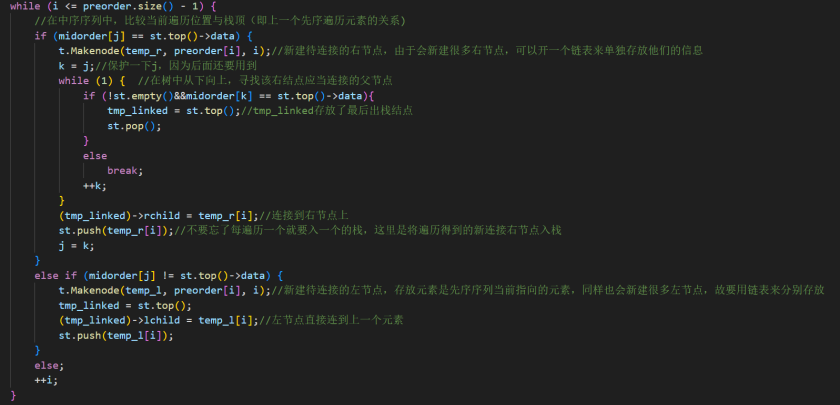 while (i <= preorder.size() - 1) {
//在中序序列中，比较当前遍历位置与栈顶（即上一个先序遍历元素的关系)
if (midorder[j] == st.top()->data) {
t.Makenode(temp_r, preorder[i], i);//新建待连接的右节点，由于会新建很多右节点，可以开一个链表来单独存放他们的信息
k = j;//保护一下j，因为后面还要用到
while (1) {  //在树中从下向上，寻找该右结点应当连接的父节点
if (!st.empty()&&midorder[k] == st.top()->data){
tmp_linked = st.top();//tmp_linked存放了最后出栈结点
st.pop();
}
else
break;
++k;
}
(tmp_linked)->rchild = temp_r[i];//连接到右节点上
st.push(temp_r[i]);//不要忘了每遍历一个就要入一个的栈，这里是将遍历得到的新连接右节点入栈
j = k;
}
else if (midorder[j] != st.top()->data) {
t.Makenode(temp_l, preorder[i], i);//新建待连接的左节点，存放元素是先序序列当前指向的元素，同样也会新建很多左节点，故要用链表来分别存放
tmp_linked = st.top();
(tmp_linked)->lchild = temp_l[i];//左节点直接连到上一个元素
st.push(temp_l[i]);
}
else;
++i;
}